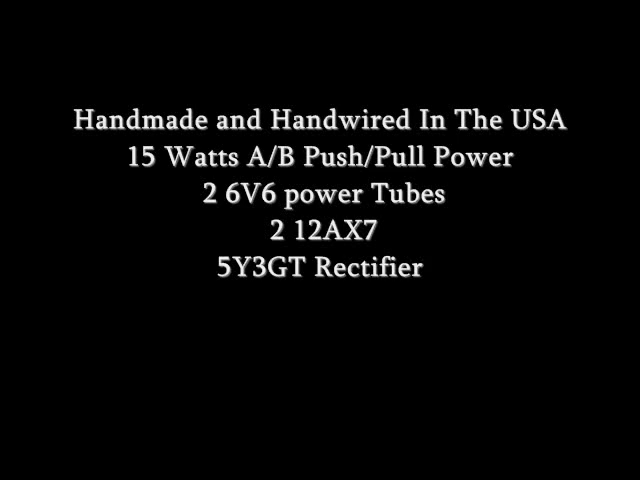 Handmade and Handwired In The USA
15 Watts A/B Push/Pull Power
2 6V6 power Tubes
2 12AX7
5Y3GT Rectifier